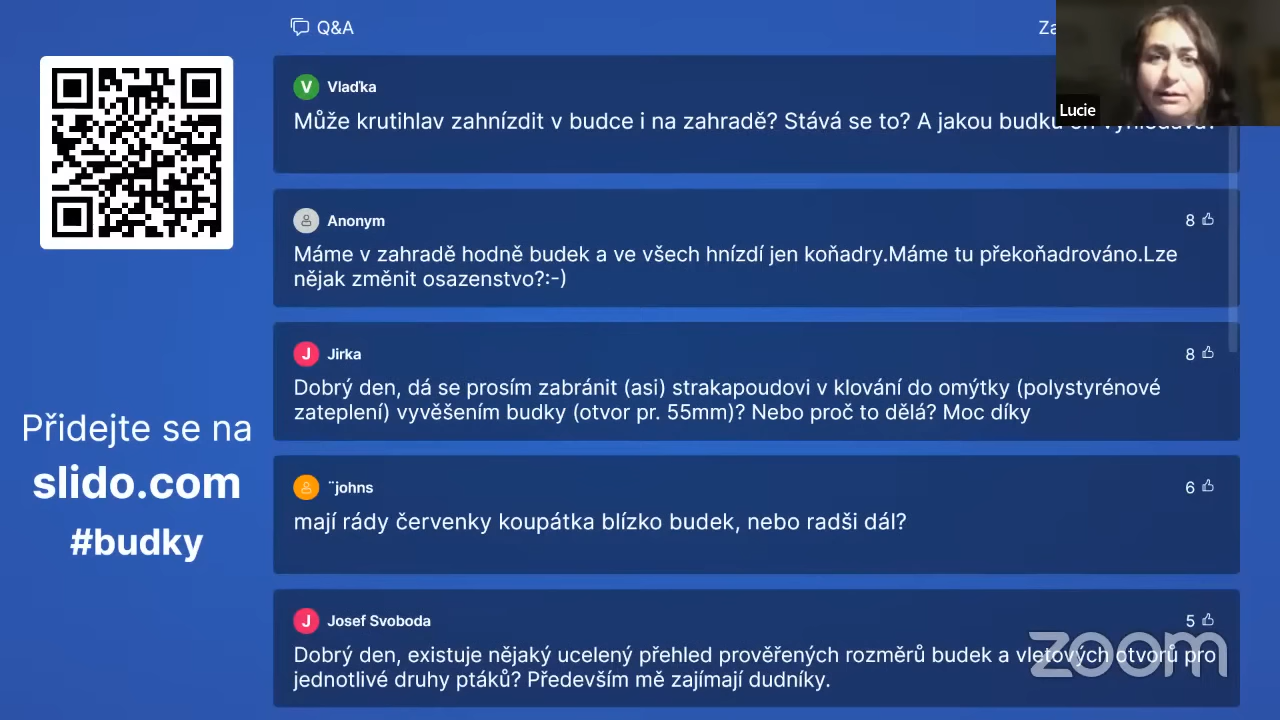 Q&A
Za
Lucie
V Vlaďka
Může krutihlav zahnízdit v budce i na zahradě? Stává se to? A jakou budku
Anonym
8
Máme v zahradě hodně budek a ve všech hnízdí jen koňadry.Máme tu překoňadrováno.Lze
nějak změnit osazenstvo?:-)
J Jirka
8
Dobrý den, dá se prosím zabránit (asi) strakapoudovi v klování do omýtky (polystyrénové
zateplení) vyvěšením budky (otvor pr. 55mm)? Nebo proč to dělá? Moc díky
¨johns
6
mají rády červenky koupátka blízko budek, nebo radši dál?
J Josef Svoboda
5
Dobrý den, existuje nějaký ucelený přehled prověřených rozměrů budek a vletových otvorů pro
jednotlivé druhy ptáků? Především mě zajímají dudníky.
Přidejte se na
slido.com
#budky
zoom